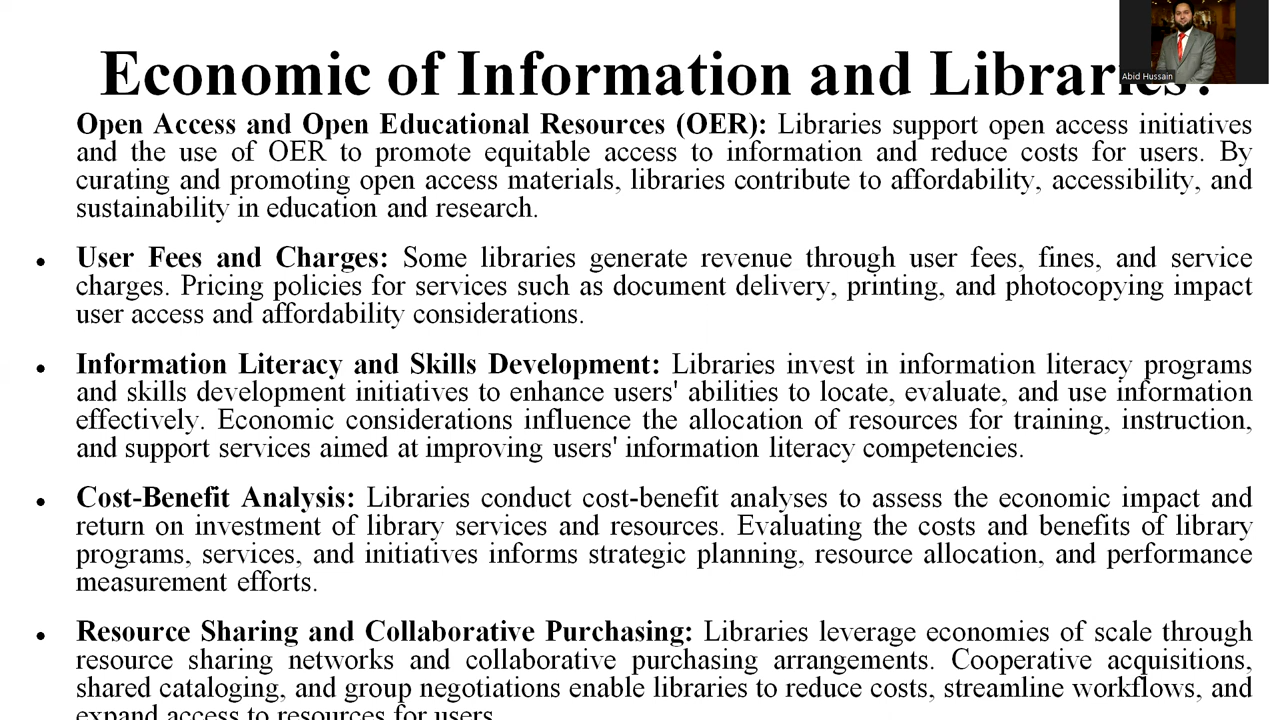 Economic of Information and Libraries?
Abid Hussain
Open Access and Open Educational Resources (OER): Libraries support open access initiatives
and the use of OER to promote equitable access to information and reduce costs for users. By
curating and promoting open access materials, libraries contribute to affordability, accessibility, and
sustainability in education and research.
• User Fees and Charges: Some libraries generate revenue through user fees, fines, and service
charges. Pricing policies for services such as document delivery, printing, and photocopying impact
user access and affordability considerations.
• Information Literacy and Skills Development: Libraries invest in information literacy programs
and skills development initiatives to enhance users' abilities to locate, evaluate, and use information
effectively. Economic considerations influence the allocation of resources for training, instruction,
and support services aimed at improving users' information literacy competencies.
• Cost-Benefit Analysis: Libraries conduct cost-benefit analyses to assess the economic impact and
return on investment of library services and resources. Evaluating the costs and benefits of library
programs, services, and initiatives informs strategic planning, resource allocation, and performance
measurement efforts.
• Resource Sharing and Collaborative Purchasing: Libraries leverage economies of scale through
resource sharing networks and collaborative purchasing arrangements. Cooperative acquisitions,
shared cataloging, and group negotiations enable libraries to reduce costs, streamline workflows, and
expand access to resources for users.